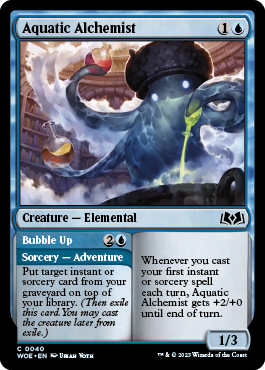 Aquatic Alchemist 1
Creature — Elemental
Bubble Up 2
Sorcery — Adventure
Put target instant or
sorcery card from your
graveyard on top of
your library. (Then exile
this card. You may cast
the creature later from
exile.)
Whenever you cast
your first instant
or sorcery spell
each turn, Aquatic
Alchemist gets +2/+0
until end of turn.
1/3
C 0040
WOE • EN
™ & © 2023 Wizards of the Coast